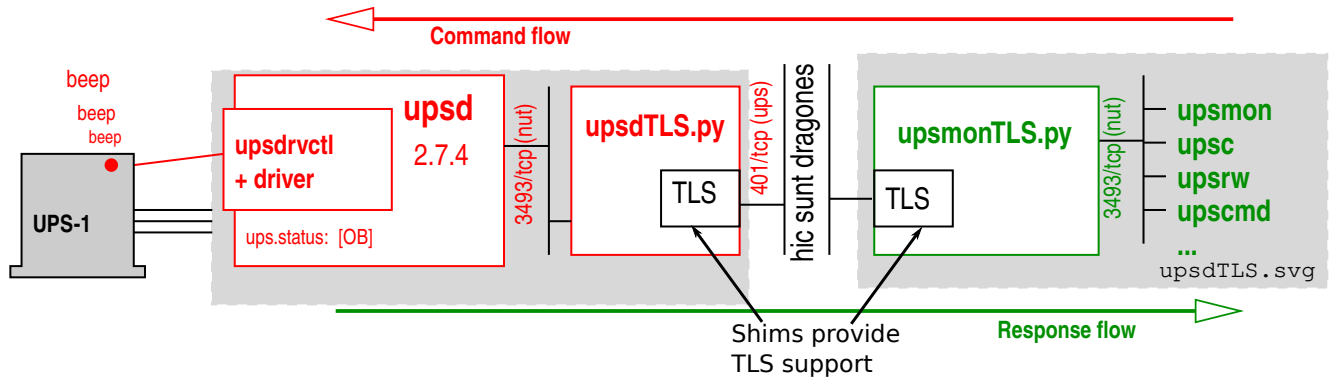 Command flow
beep
beep
beep
UPS-1
upsd
2.7.4
upsdrvctl
+ driver
ups.status: [OB]
3493/tcp (nut)
upsdTLS.py
TLS
401/tcp (ups)
hic sunt dragones
upsmonTLS.py
TLS
3493/tcp (nut)
upsmon
upsc
upsrw
upscmd
...
upsdTLS.svg
Shims provide
TLS support
Response flow